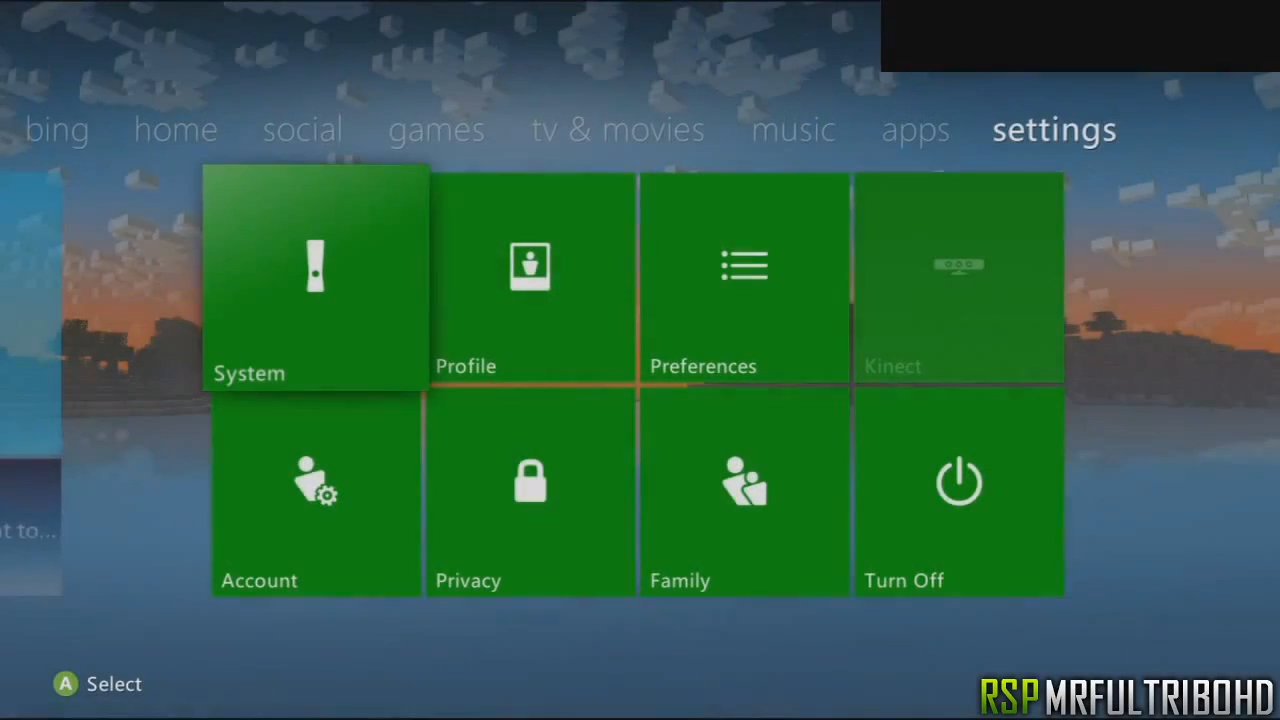 bing home social games tv & movies music apps settings
System Profile Preferences Kinect
t to...
Account Privacy Family Turn Off
A Select
RSP MRFULTRIBOHD